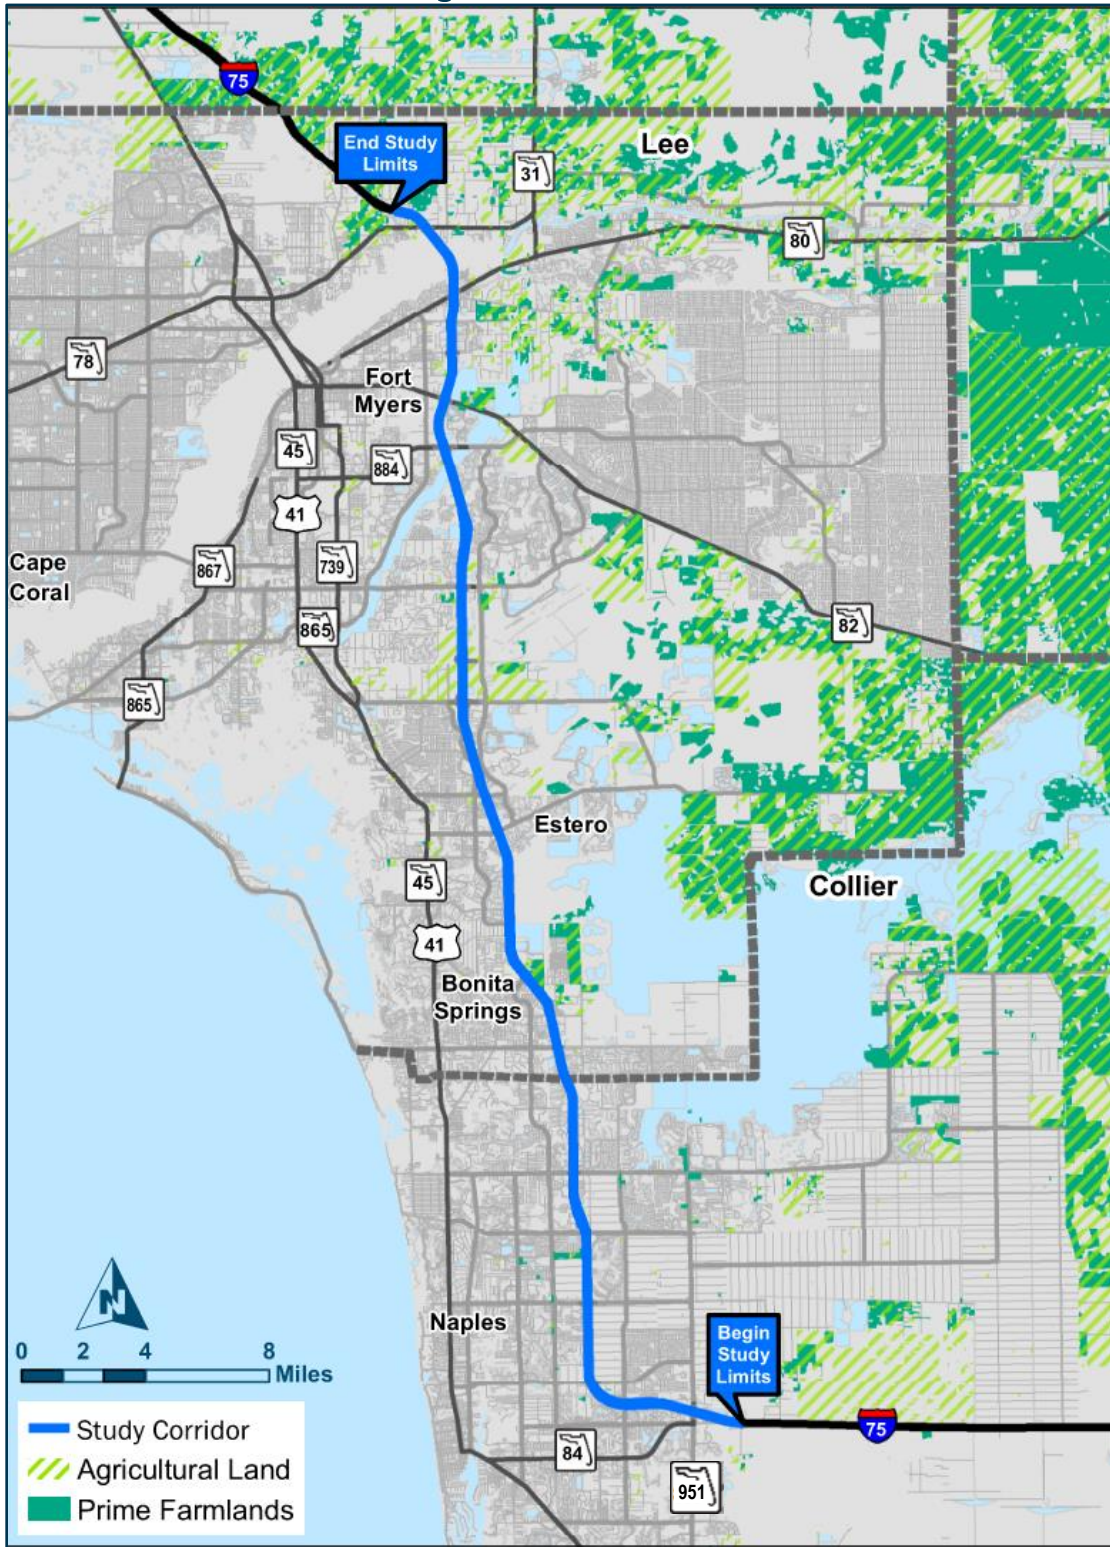 75
End Study
Limits
Lee
31
80
78
Fort
Myers
45
884
41
Cape
Coral
867
739
865
82
865
Estero
45
Collier
41
Bonita
Springs
N
Naples
Begin
Study
Limits
0 2 4 8
Miles
75
Study Corridor
84
Agricultural Land
951
Prime Farmlands